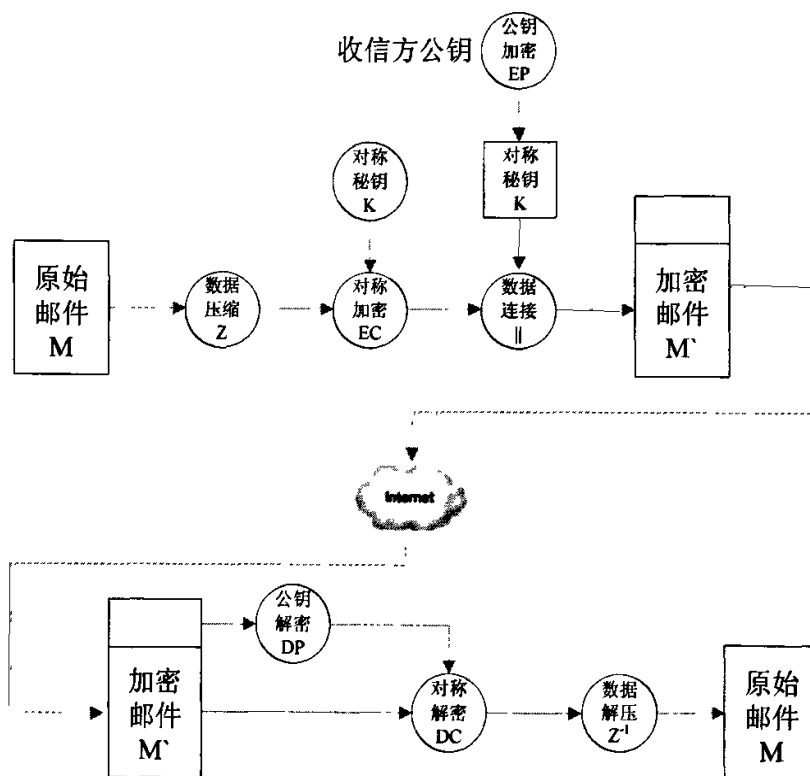 收信方公钥
公钥
加密
EP
对称
秘钥
K
对称
秘钥
K
原始
邮件
M
数据
压缩
Z
对称
加密
EC
数据
连接
||
加密
邮件
M`
Internet
公钥
解密
DP
加密
邮件
M`
对称
解密
DC
数据
解压
Z⁻¹
原始
邮件
M